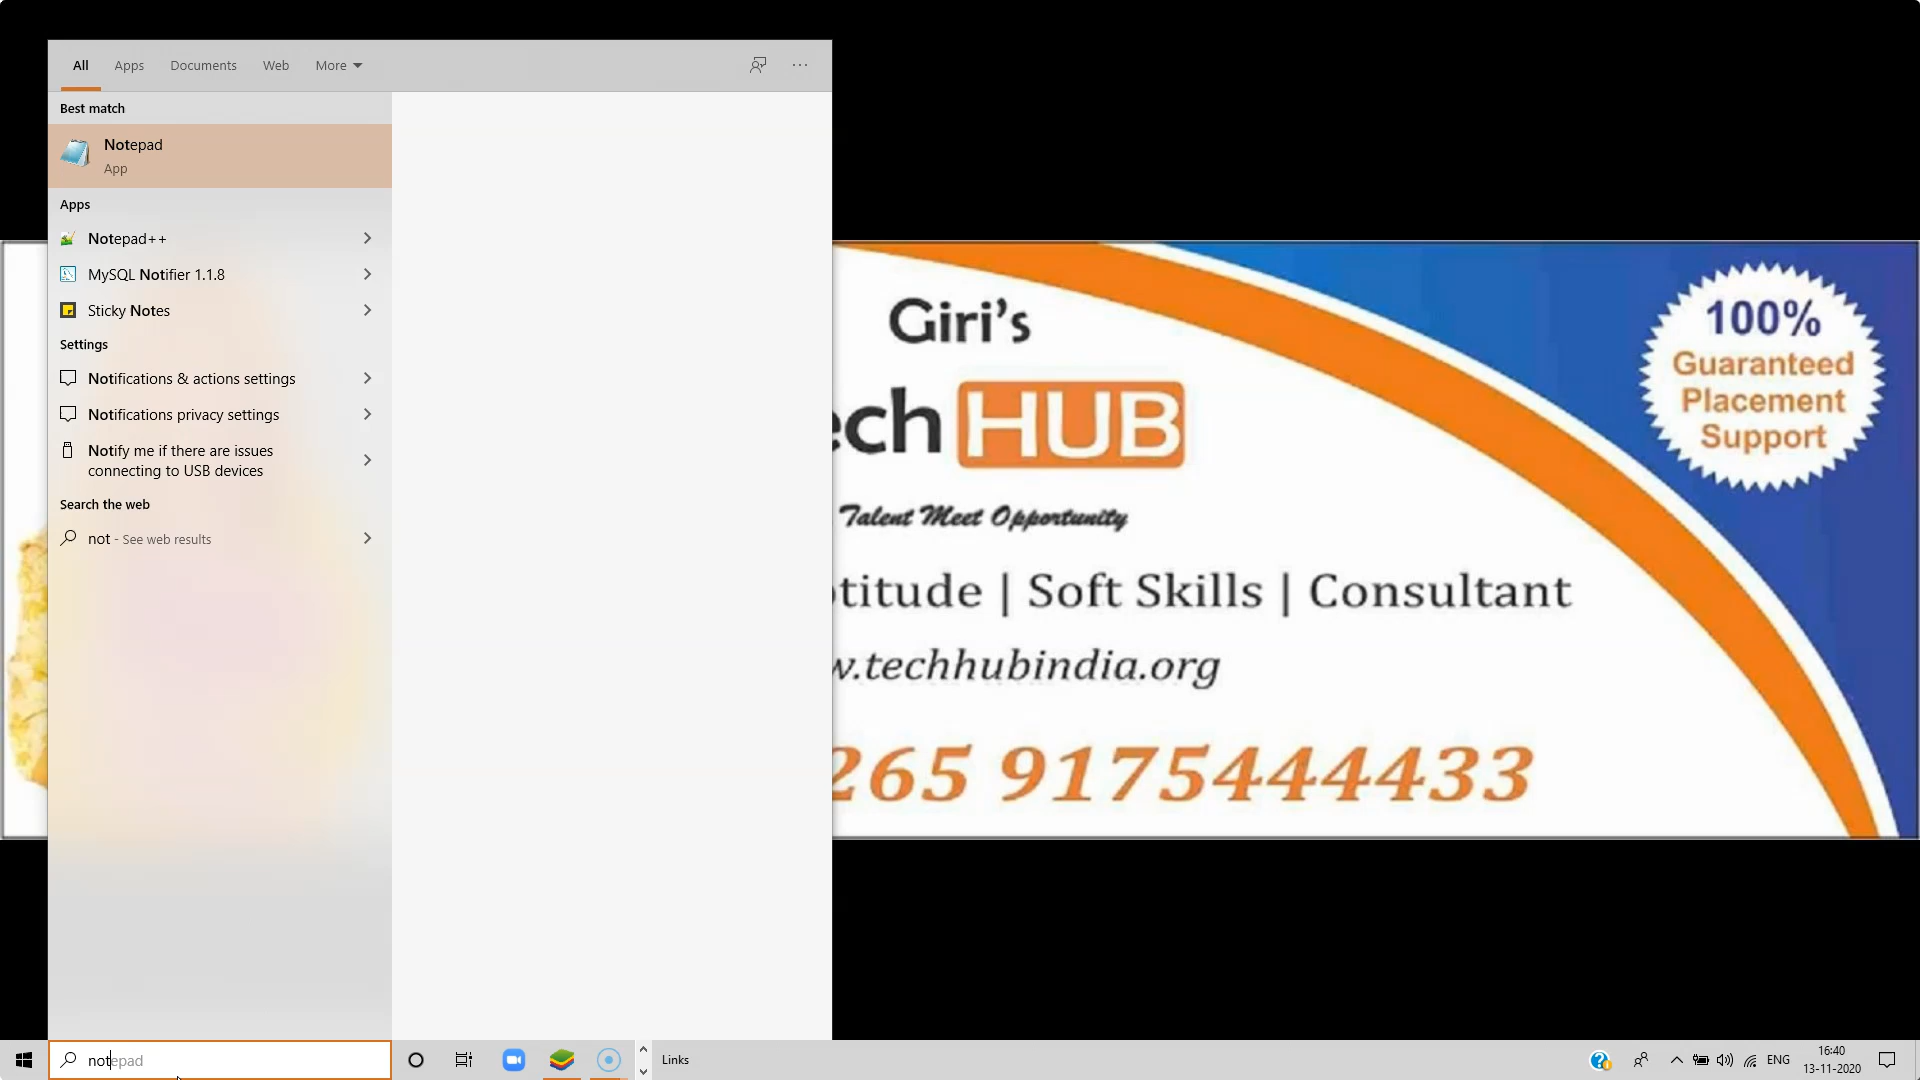 All Apps Documents Web More
Best match
Notepad
App
Apps
Notepad++
MySQL Notifier 1.1.8
Sticky Notes
Settings
Notifications & actions settings
Notifications privacy settings
Notify me if there are issues
connecting to USB devices
Search the web
not - See web results
Giri's
ech HUB
Talent Meet Opportunity
titude | Soft Skills | Consultant
.techhubindia.org
265 9175444433
100%
Guaranteed
Placement
Support
notepad
Links
ENG
16:40
13-11-2020